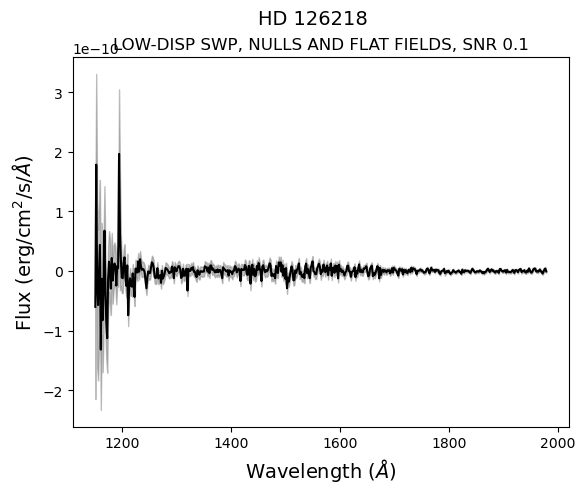 HD 126218
LOW-DISP SWP, NULLS AND FLAT FIELDS, SNR 0.1
1e−10
3
2
1
0
−1
−2
Flux (erg/cm²/s/Å)
1200 1400 1600 1800 2000
Wavelength (Å)